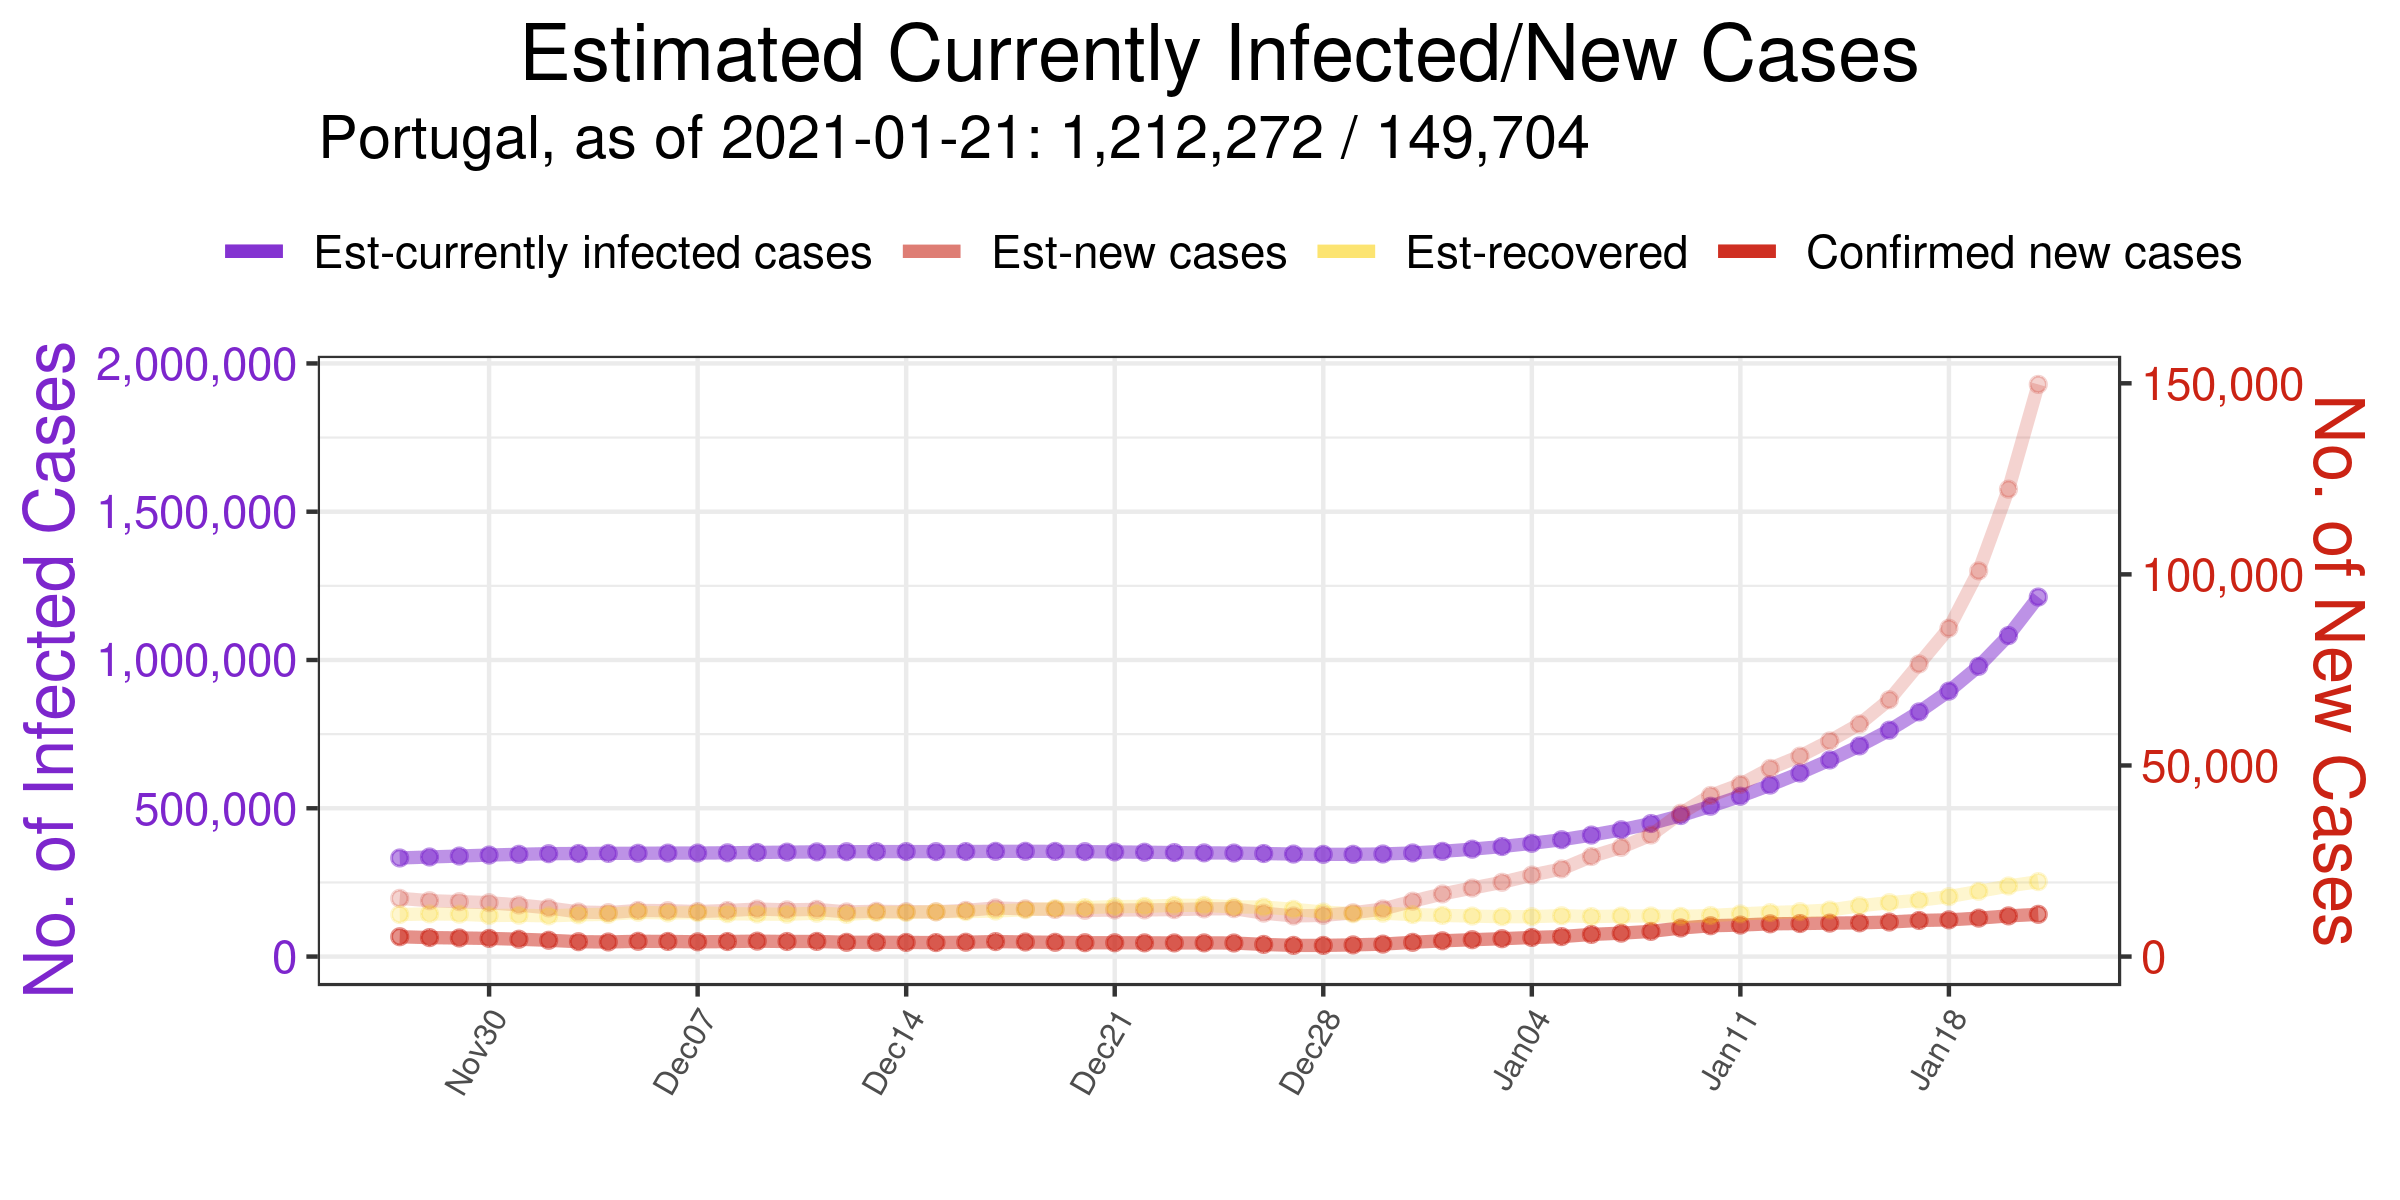 Estimated Currently Infected/New Cases
Portugal, as of 2021-01-21: 1,212,272 / 149,704
Est-currently infected cases Est-new cases Est-recovered Confirmed new cases
No. of Infected Cases
2,000,000
1,500,000
1,000,000
500,000
0
150,000
100,000
50,000
0
No. of New Cases
Nov30 Dec07 Dec14 Dec21 Dec28 Jan04 Jan11 Jan18